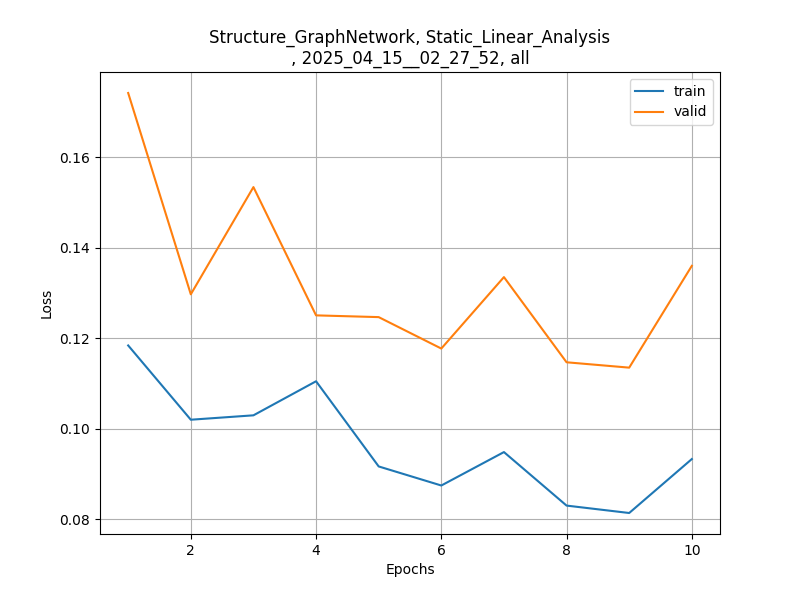 Structure_GraphNetwork, Static_Linear_Analysis
, 2025_04_15__02_27_52, all
train
valid
0.16
0.14
0.12
0.10
0.08
Loss
2
4
6
8
10
Epochs